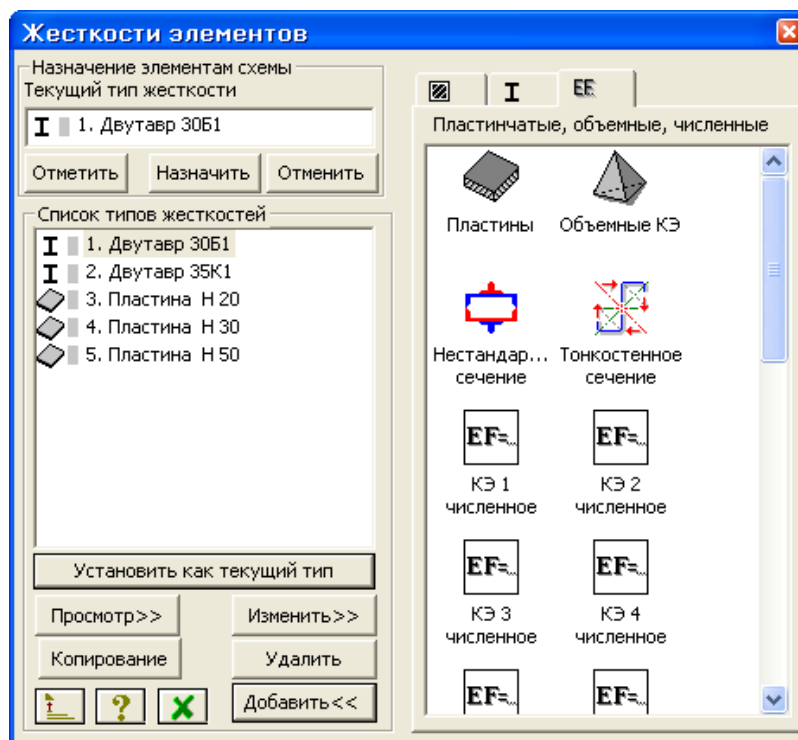 Жесткости элементов
Назначение элементам схемы
Текущий тип жесткости
1. Двутавр 30Б1
Отметить
Назначить
Отменить
Список типов жесткостей
1. Двутавр 30Б1
2. Двутавр 35К1
3. Пластина H 20
4. Пластина H 30
5. Пластина H 50
Установить как текущий тип
Просмотр>>
Изменить>>
Копирование
Удалить
Добавить<<
EF
Пластинчатые, объемные, численные
Пластины
Объемные КЭ
Нестандар...
сечение
Тонкостенное
сечение
EF=...
EF=...
КЭ 1
численное
КЭ 2
численное
EF=...
EF=...
КЭ 3
численное
КЭ 4
численное
EF=...
EF=...